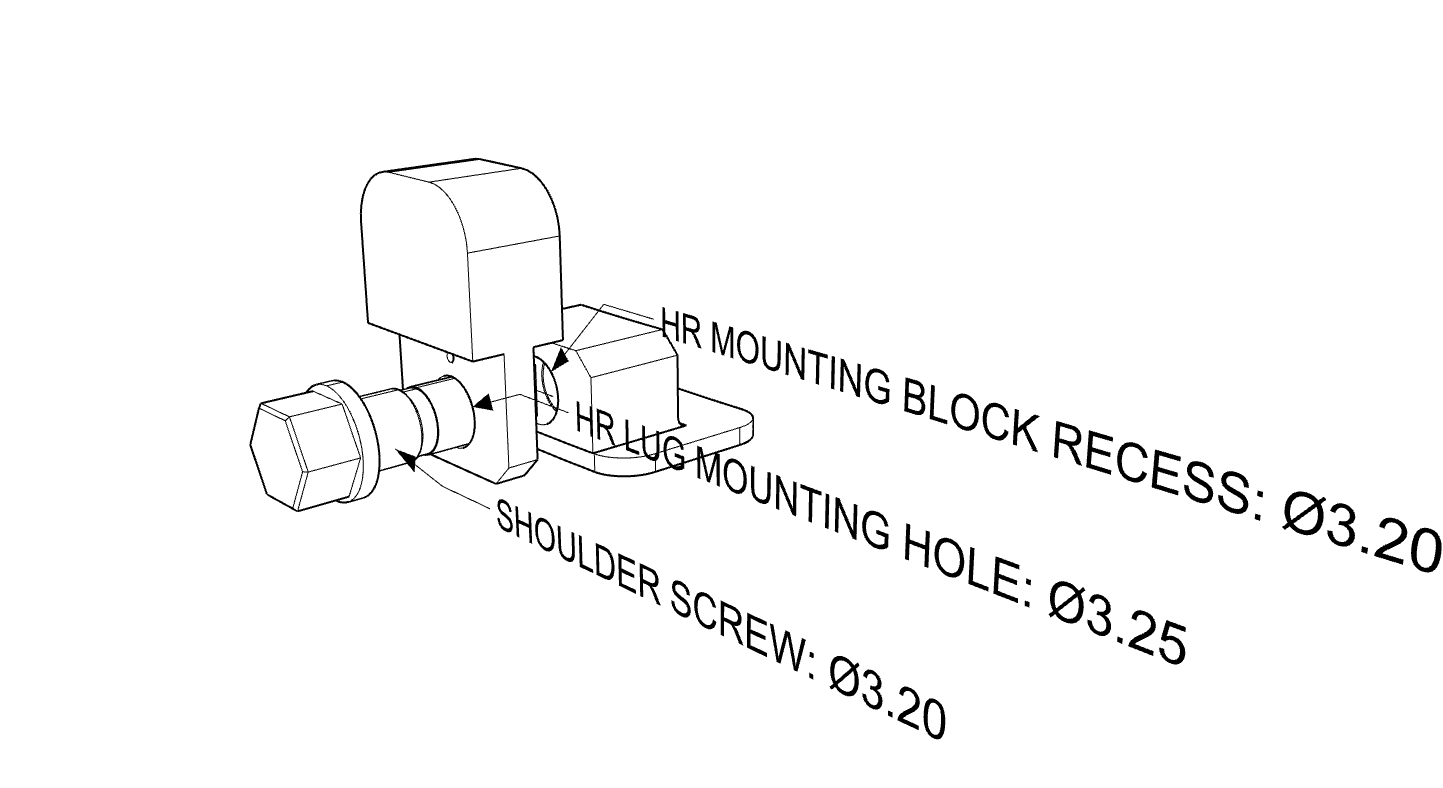 HR MOUNTING BLOCK RECESS: Ø3.20
HR LUG MOUNTING HOLE: Ø3.25
SHOULDER SCREW: Ø3.20